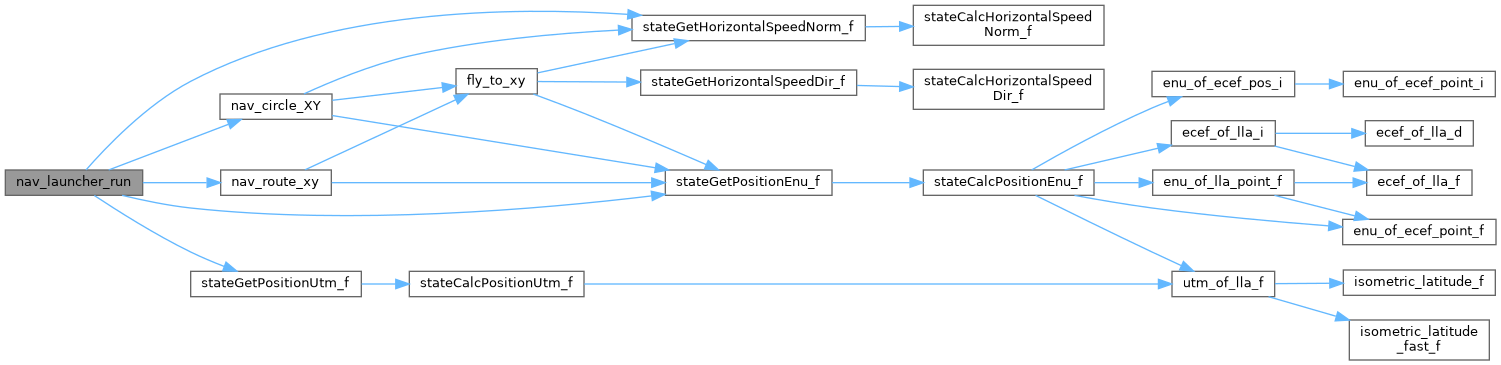 nav_launcher_run
nav_circle_XY
nav_route_xy
stateGetPositionUtm_f
fly_to_xy
stateCalcPositionUtm_f
stateGetHorizontalSpeedNorm_f
stateGetHorizontalSpeedDir_f
stateGetPositionEnu_f
stateCalcHorizontalSpeed
Norm_f
stateCalcHorizontalSpeed
Dir_f
stateCalcPositionEnu_f
enu_of_ecef_pos_i
ecef_of_lla_i
enu_of_lla_point_f
utm_of_lla_f
enu_of_ecef_point_i
ecef_of_lla_d
ecef_of_lla_f
enu_of_ecef_point_f
isometric_latitude_f
isometric_latitude
_fast_f